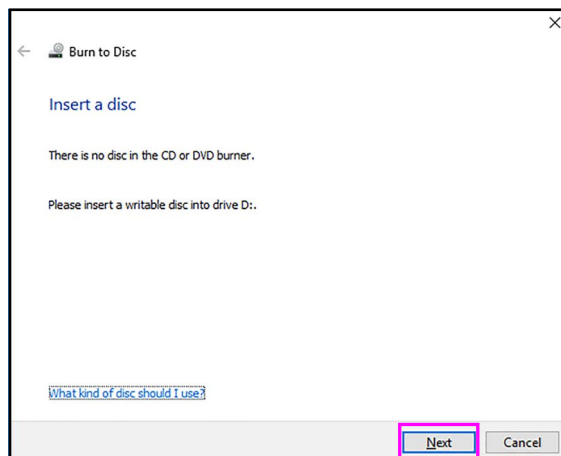 Burn to Disc
Insert a disc
There is no disc in the CD or DVD burner.
Please insert a writable disc into drive D:.
What kind of disc should I use?
Next Cancel